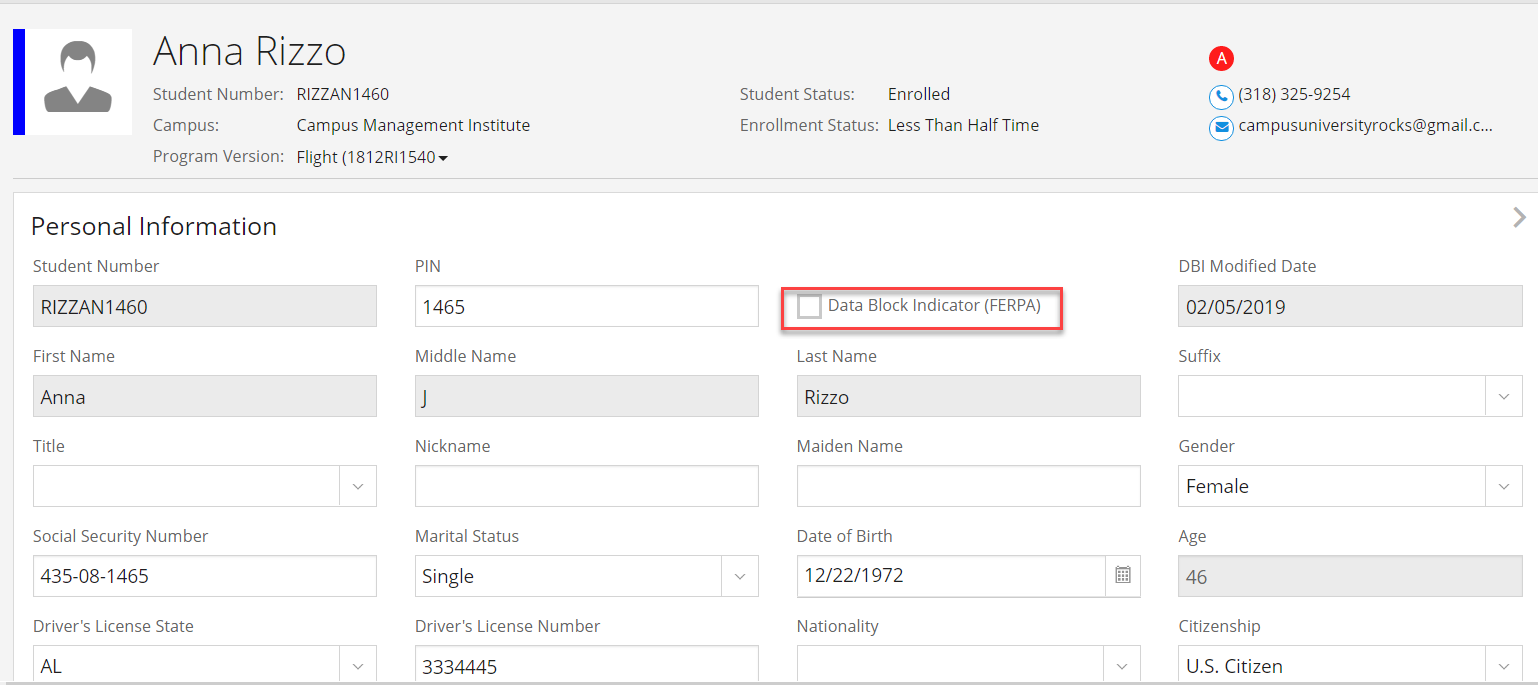 Anna Rizzo
A
Student Number: RIZZAN1460
Student Status: Enrolled
(318) 325-9254
Campus: Campus Management Institute
Enrollment Status: Less Than Half Time
campusuniversityrocks@gmail.c...
Program Version: Flight (1812RI1540
Personal Information
Student Number
PIN
DBI Modified Date
RIZZAN1460
1465
Data Block Indicator (FERPA)
02/05/2019
First Name
Middle Name
Last Name
Suffix
Anna
J
Rizzo
Title
Nickname
Maiden Name
Gender
Female
Social Security Number
Marital Status
Date of Birth
Age
435-08-1465
Single
12/22/1972
46
Driver's License State
Driver's License Number
Nationality
Citizenship
AL
3334445
U.S. Citizen